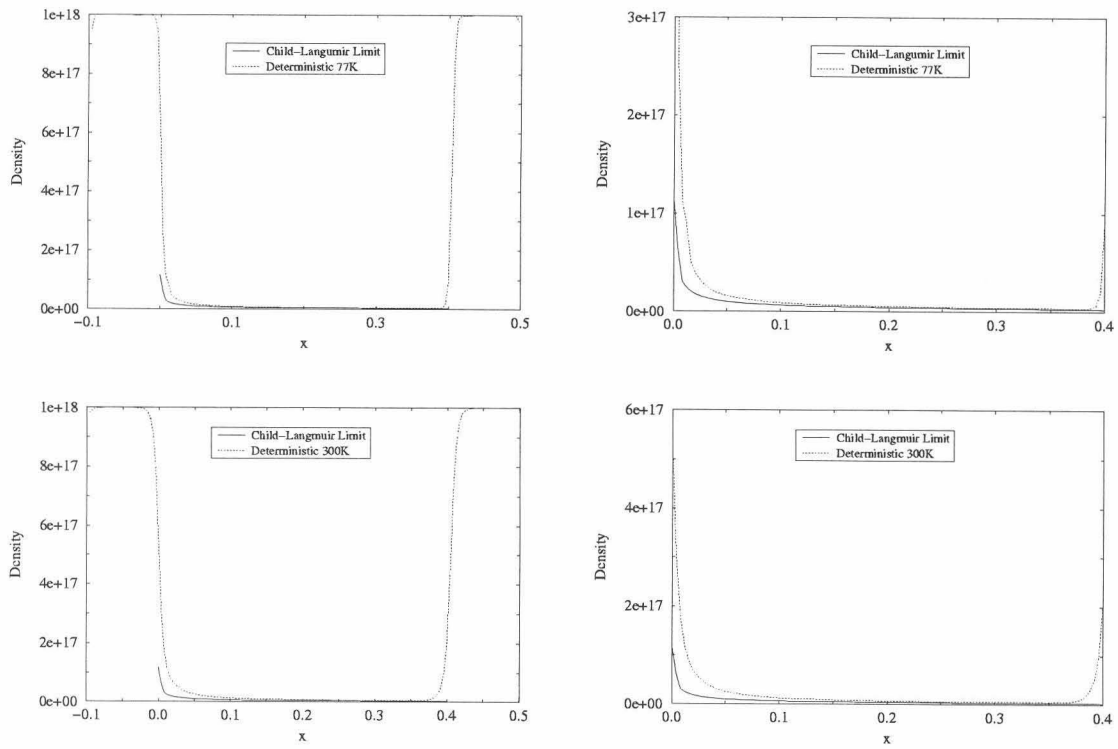 1e+18
8e+17
6e+17
4e+17
2e+17
0e+00
Density
Child–Langumir Limit
Deterministic 77K
−0.1
0.1
0.3
0.5
x
3e+17
2e+17
1e+17
0e+00
Density
Child–Langumir Limit
Deterministic 77K
0.0
0.1
0.2
0.3
0.4
x
1e+18
8e+17
6e+17
4e+17
2e+17
0e+00
Density
Child–Langmuir Limit
Deterministic 300K
−0.1
0.0
0.1
0.2
0.3
0.4
0.5
x
6e+17
4e+17
2e+17
0e+00
Density
Child–Langmuir Limit
Deterministic 300K
0.0
0.1
0.2
0.3
0.4
x